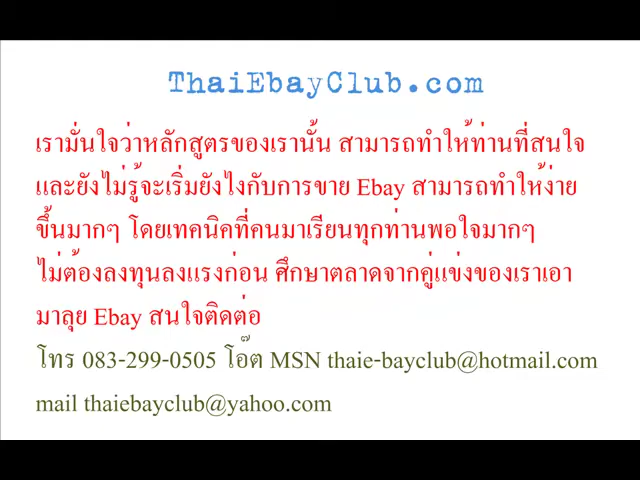 ThaiEbayClub.com
เรามั่นใจว่าหลักสูตรของเรานั้น สามารถทำให้ท่านที่สนใจ
และยังไม่รู้จะเริ่มยังไงกับการขาย Ebay สามารถทำให้ง่าย
ขึ้นมากๆ โดยเทคนิคที่คนมาเรียนทุกท่านพอใจมากๆ
ไม่ต้องลงทุนลงแรงก่อน ศึกษาตลาดจากคู่แข่งของเราเอา
มาลุย Ebay สนใจติดต่อ
โทร 083-299-0505 โอ๊ต MSN thaie-bayclub@hotmail.com
mail thaiebayclub@yahoo.com